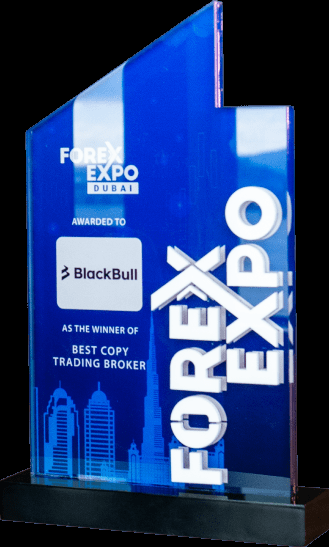 FOREX
EXPO
DUBAI
AWARDED TO
BlackBull
AS THE WINNER OF
BEST COPY
TRADING BROKER
FOREX
EXPO